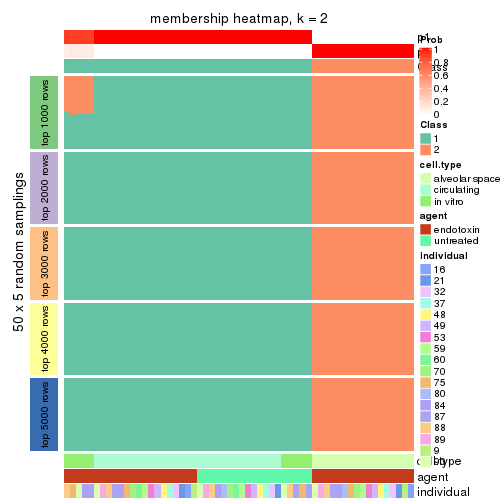 membership heatmap, k = 2
50 x 5 random samplings
top 1000 rows
top 2000 rows
top 3000 rows
top 4000 rows
top 5000 rows
p1
Prob
1
0.8
0.6
0.4
0.2
0
Class
1
2
cell.type
alveolar space
circulating
in vitro
agent
endotoxin
untreated
individual
16
21
32
37
48
49
53
59
60
70
75
80
84
87
88
89
9
agent
individual